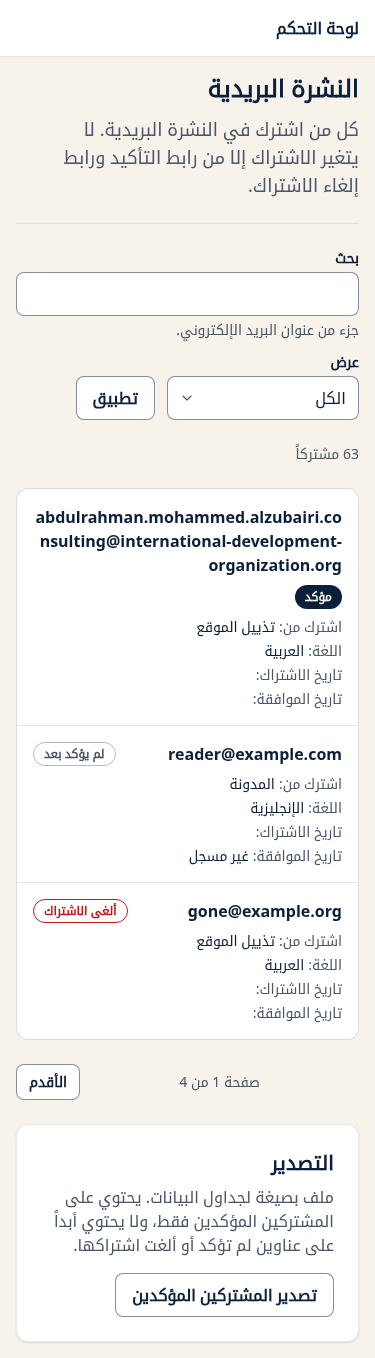 لوحة التحكم
النشرة البريدية
كل من اشترك في النشرة البريدية. لا
يتغير الاشتراك إلا من رابط التأكيد ورابط
إلغاء الاشتراك.
بحث
جزء من عنوان البريد الإلكتروني.
عرض
الكل
تطبيق
63 مشتركاً
abdulrahman.mohammed.alzubairi.co
nsulting@international-development-
organization.org
مؤكد
اشترك من: تذييل الموقع
اللغة: العربية
تاريخ الاشتراك:
تاريخ الموافقة:
reader@example.com
لم يؤكد بعد
اشترك من: المدونة
اللغة: الإنجليزية
تاريخ الاشتراك:
تاريخ الموافقة: غير مسجل
gone@example.org
ألغى الاشتراك
اشترك من: تذييل الموقع
اللغة: العربية
تاريخ الاشتراك:
تاريخ الموافقة:
صفحة 1 من 4
الأقدم
التصدير
ملف بصيغة لجداول البيانات. يحتوي على
المشتركين المؤكدين فقط، ولا يحتوي أبداً
على عناوين لم تؤكد أو ألغت اشتراكها.
تصدير المشتركين المؤكدين